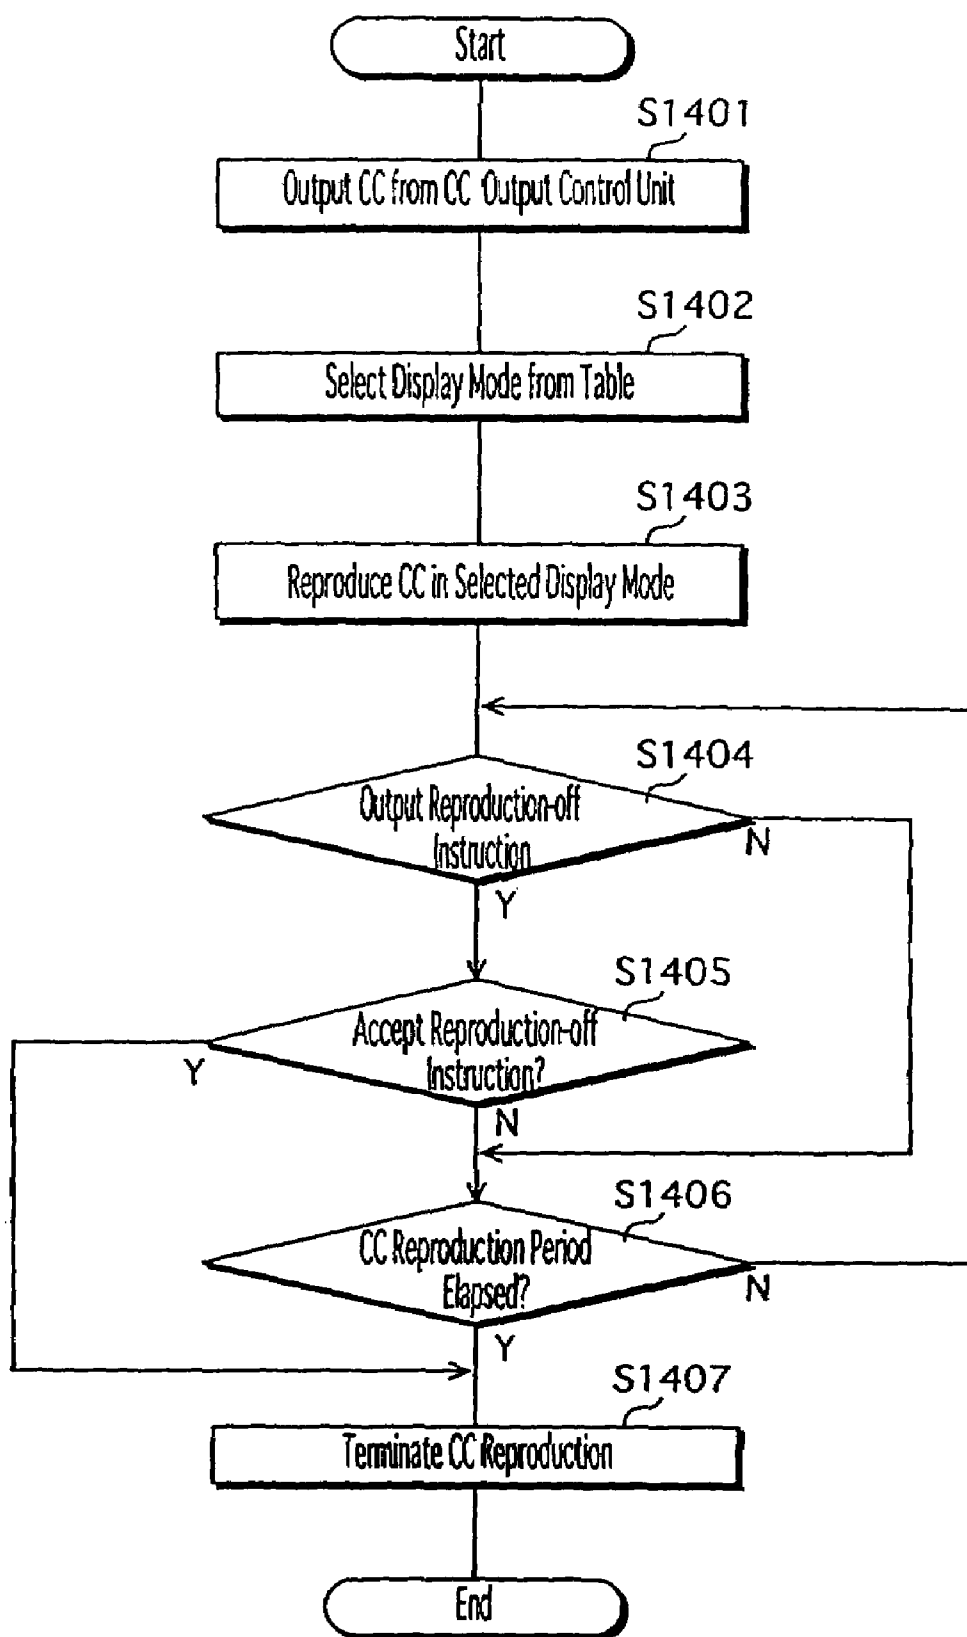 Start
S1401
Output CC from CC Output Control Unit
S1402
Select Display Mode from Table
S1403
Reproduce CC in Selected Display Mode
S1404
Output Reproduction-off
Instruction
N
Y
S1405
Accept Reproduction-off
Instruction?
Y
N
S1406
CC Reproduction Period
Elapsed?
N
Y
S1407
Terminate CC Reproduction
End